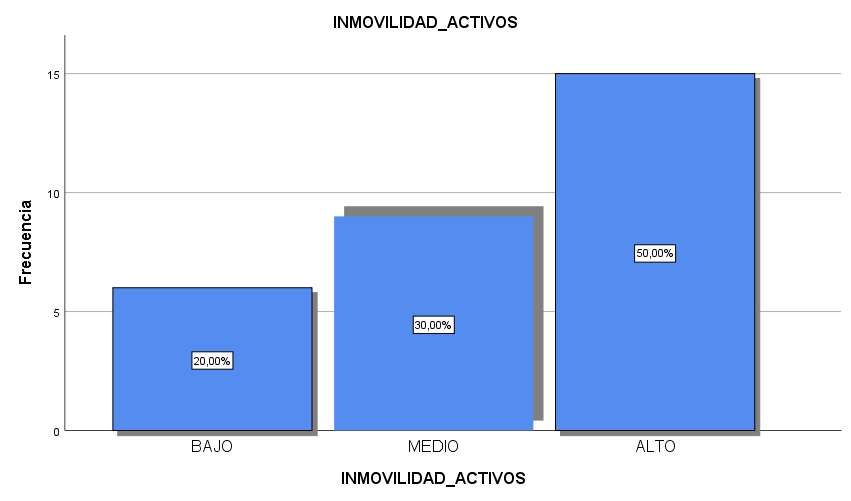 INMOVILIDAD_ACTIVOS
Frecuencia
15
10
5
0
20,00%
30,00%
50,00%
BAJO
MEDIO
ALTO
INMOVILIDAD_ACTIVOS